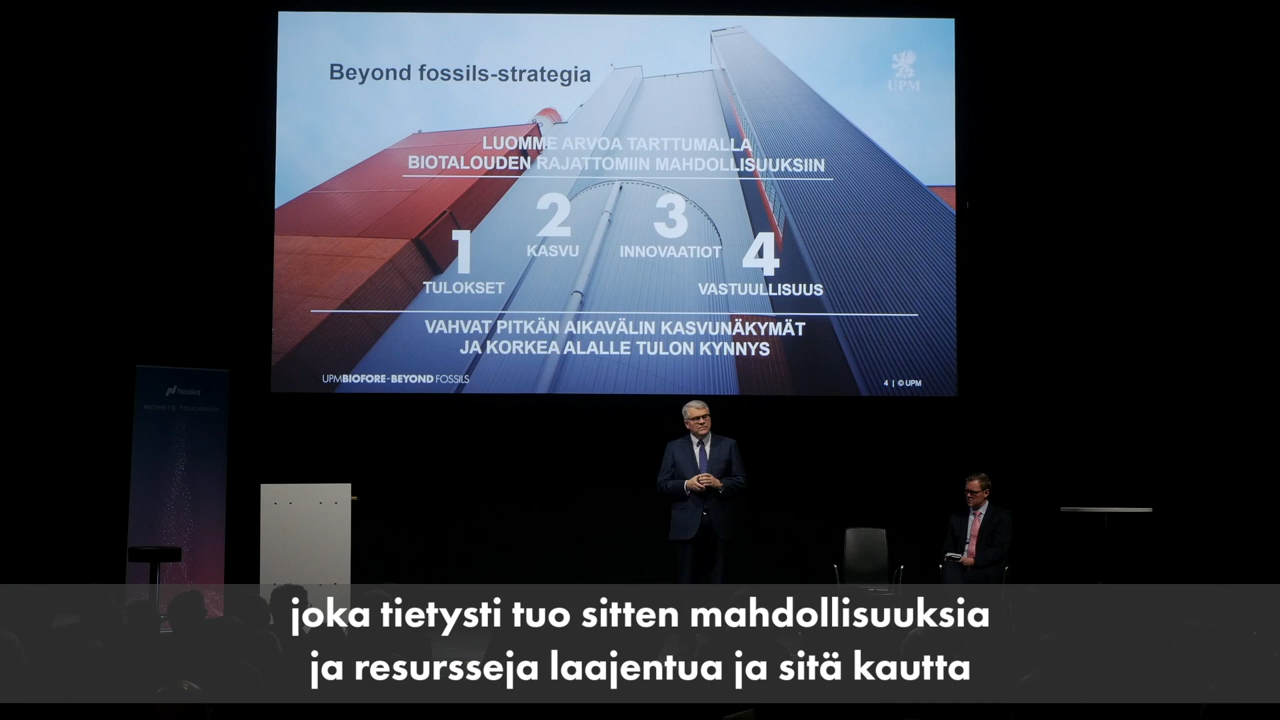 Beyond fossils-strategia
UPM
LUOMME ARVOA TARTTUMALLA
BIOTALOUDEN RAJATTOMIIN MAHDOLLISUUKSIIN
1
TULOKSET
2
KASVU
3
INNOVAATIOT
4
VASTUULLISUUS
VAHVAT PITKÄN AIKAVÄLIN KASVUNÄKYMÄT
JA KORKEA ALALLE TULON KYNNYS
UPMBIOFORE-BEYOND FOSSILS
4 | © UPM
Nasdaq
joka tietysti tuo sitten mahdollisuuksia
ja resursseja laajentua ja sitä kautta